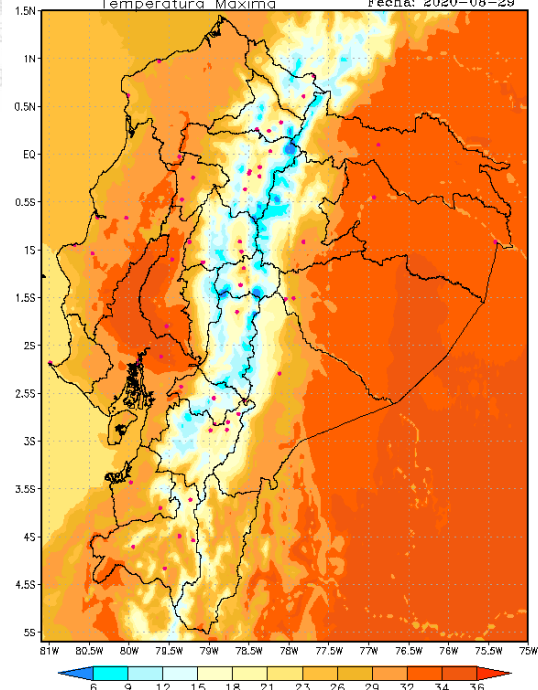 Temperatura Maxima Fecha: 2020-08-29
1.5N
1N
0.5N
EQ
0.5S
1S
1.5S
2S
2.5S
3S
3.5S
4S
4.5S
5S
81W 80.5W 80W 79.5W 79W 78.5W 78W 77.5W 77W 76.5W 76W 75.5W 75W
6 9 12 15 18 21 23 26 29 32 34 36